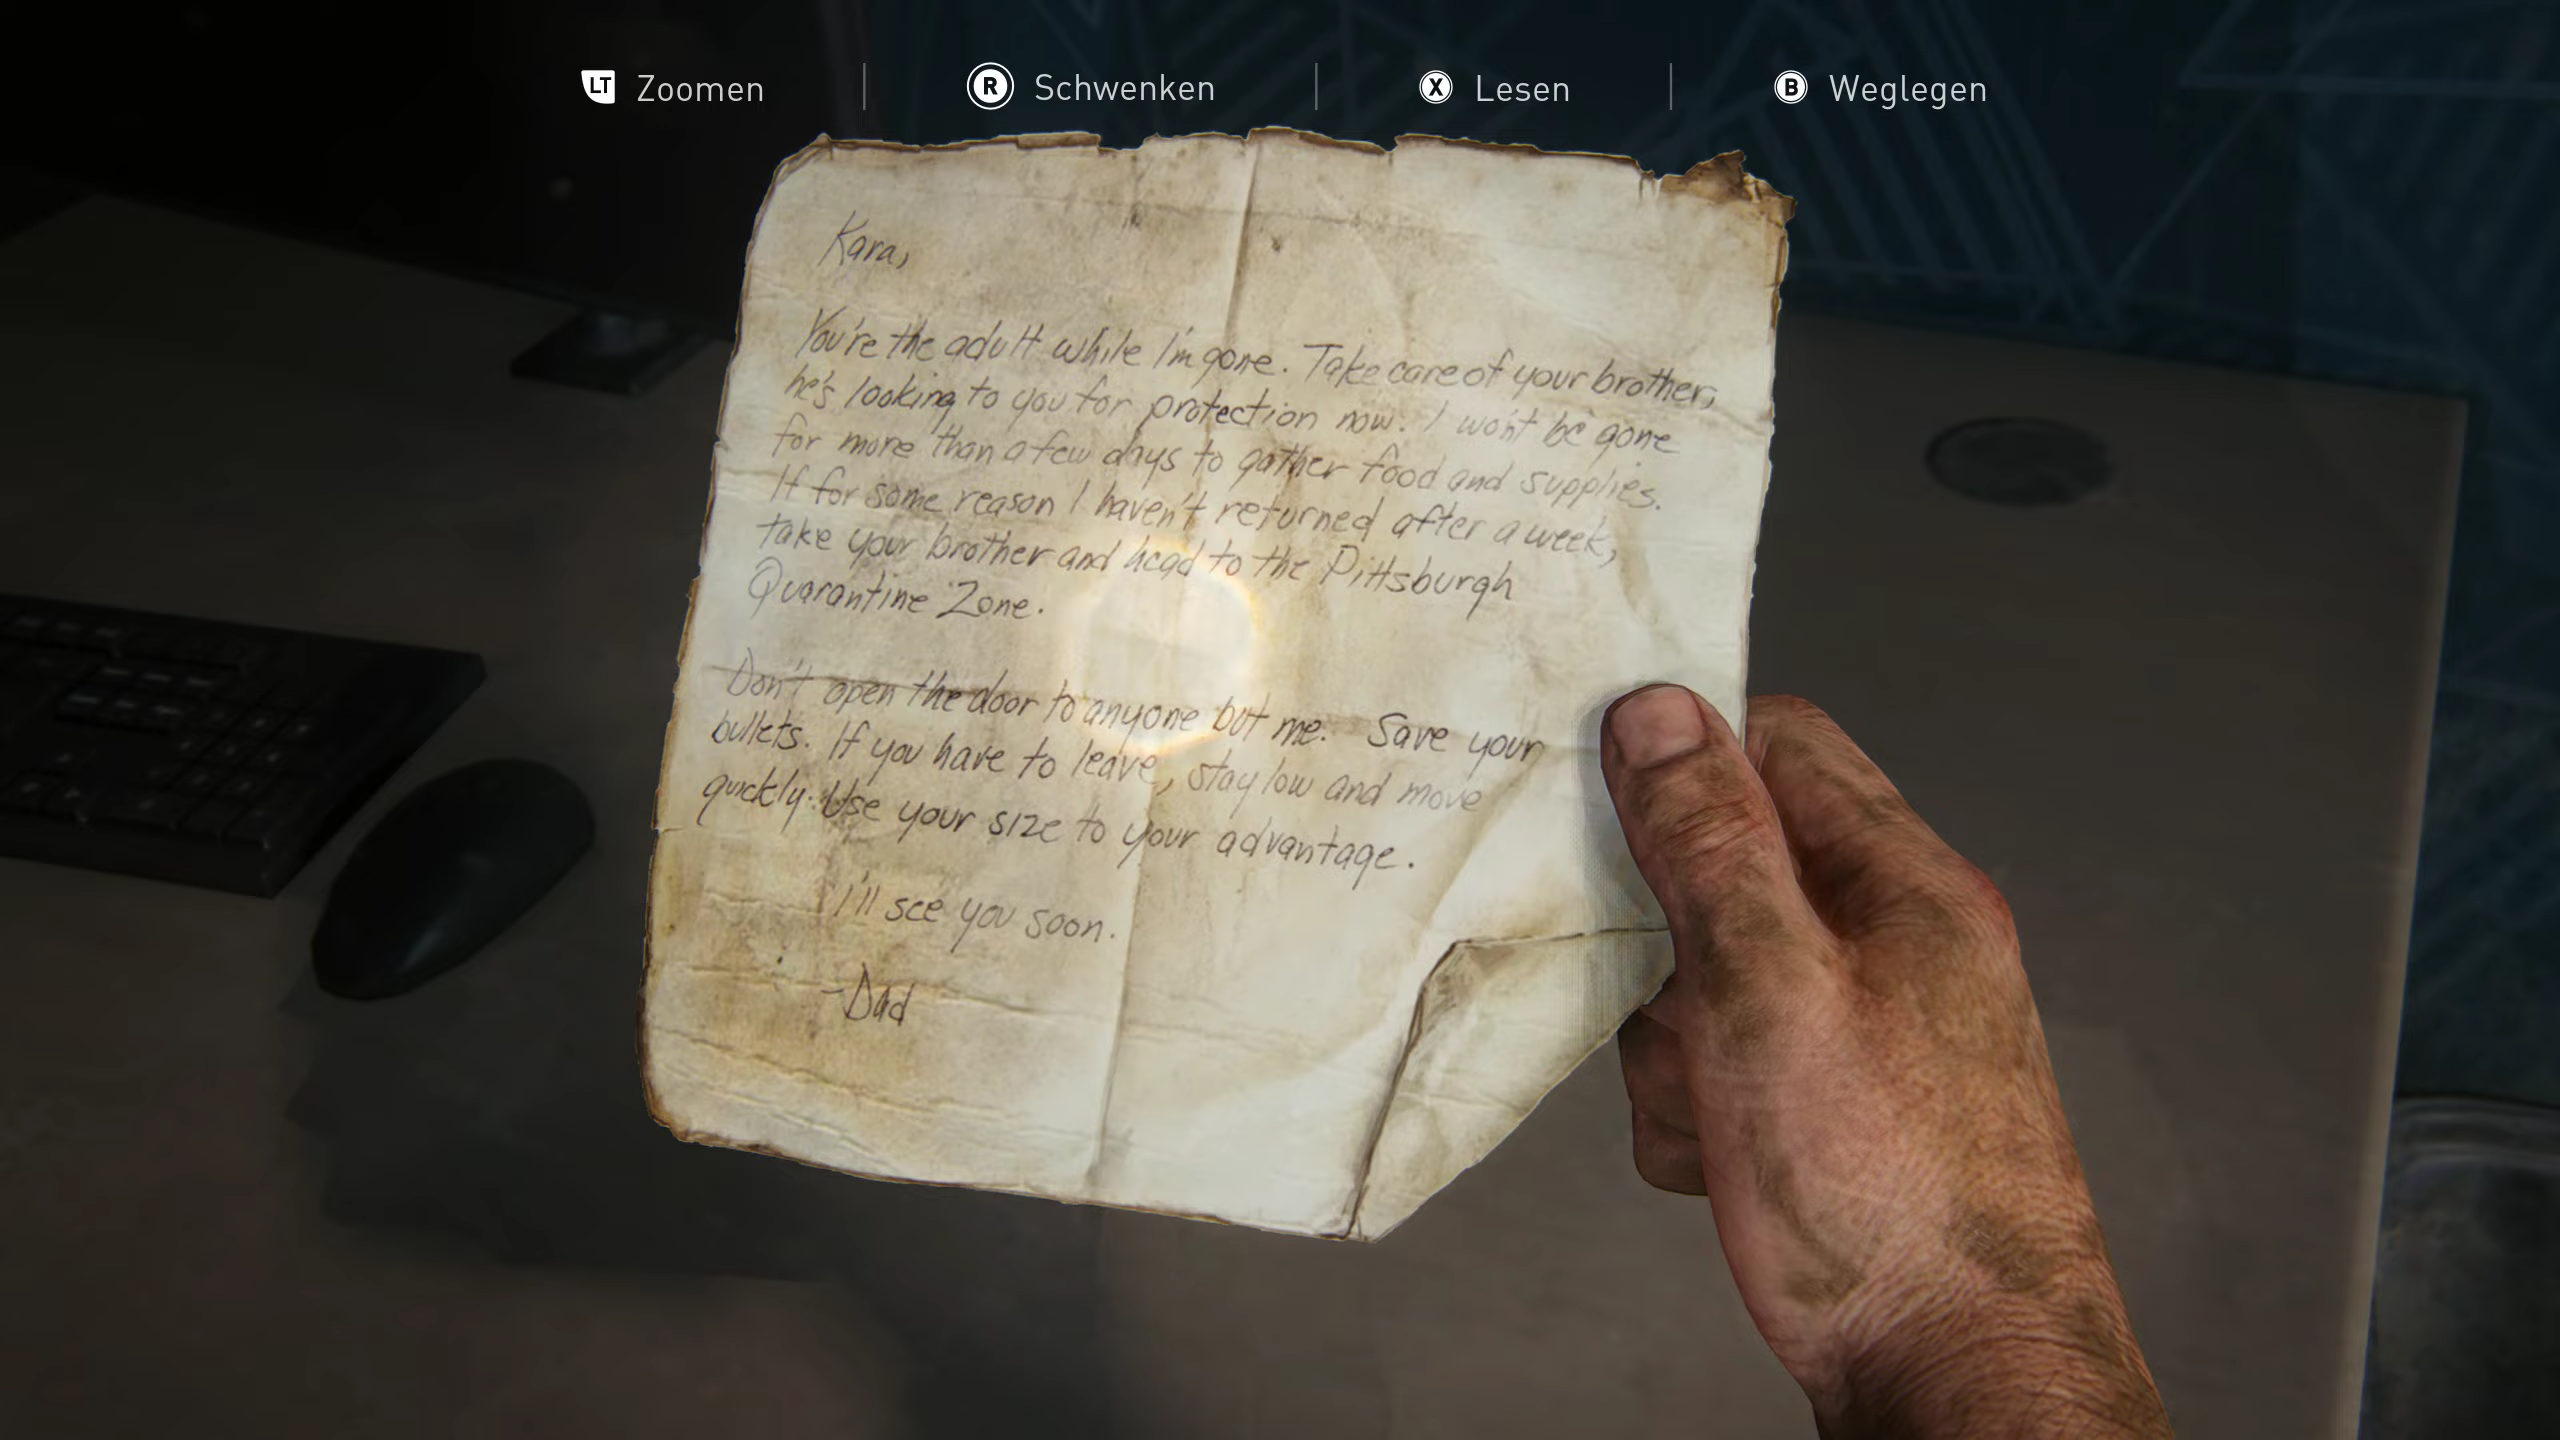 LT Zoomen R Schwenken X Lesen B Weglegen
Kara,
You're the adult while I'm gone. Take care of your brother,
he's looking to you for protection now. I won't be gone
for more than a few days to gather food and supplies.
If for some reason I haven't returned after a week,
take your brother and head to the Pittsburgh
Quarantine Zone.
Don't open the door to anyone but me. Save your
bullets. If you have to leave, stay low and move
quickly. Use your size to your advantage.
I'll see you soon.
-Dad